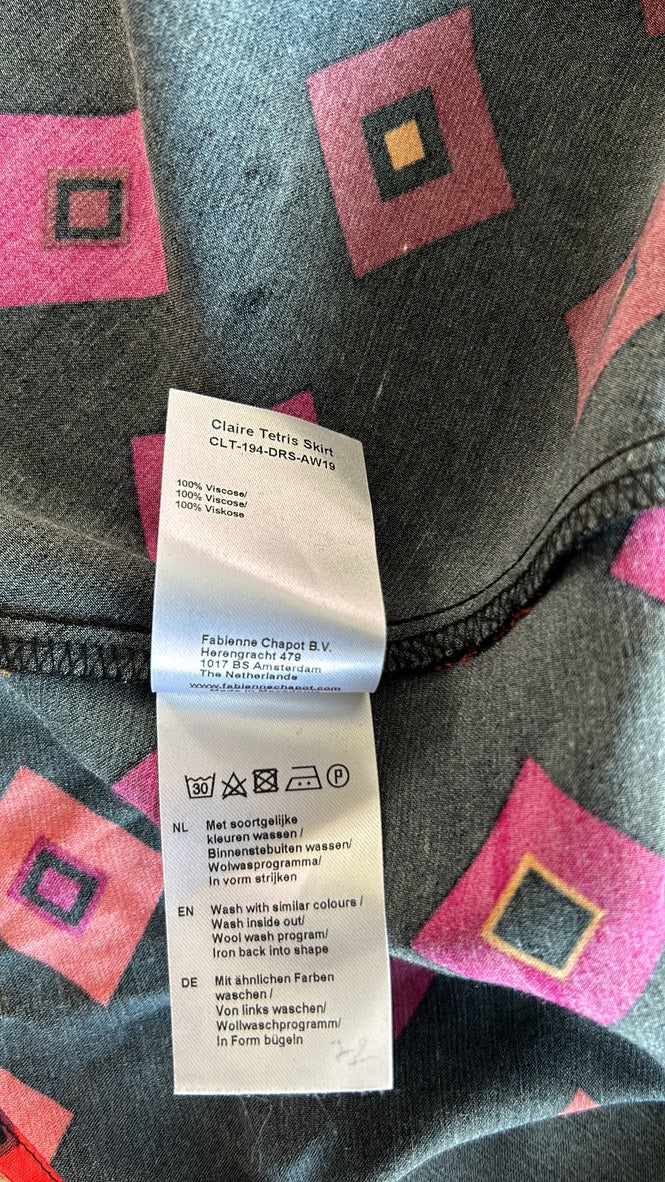 Claire Tetris Skirt
CLT-194-DRS-AW19
100% Viscose/
100% Viscose/
100% Viskose
Fabienne Chapot B.V.
Herengracht 479
1017 BS Amsterdam
The Netherlands
www.fabiennechapot.com
Made in
30
P
NL Met soortgelijke
kleuren wassen /
Binnenstebuiten wassen/
Wolwasprogramma/
In vorm strijken
EN Wash with similar colours /
Wash inside out/
Wool wash program/
Iron back into shape
DE Mit ähnlichen Farben
waschen /
Von links waschen/
Wollwaschprogramm/
In Form bügeln